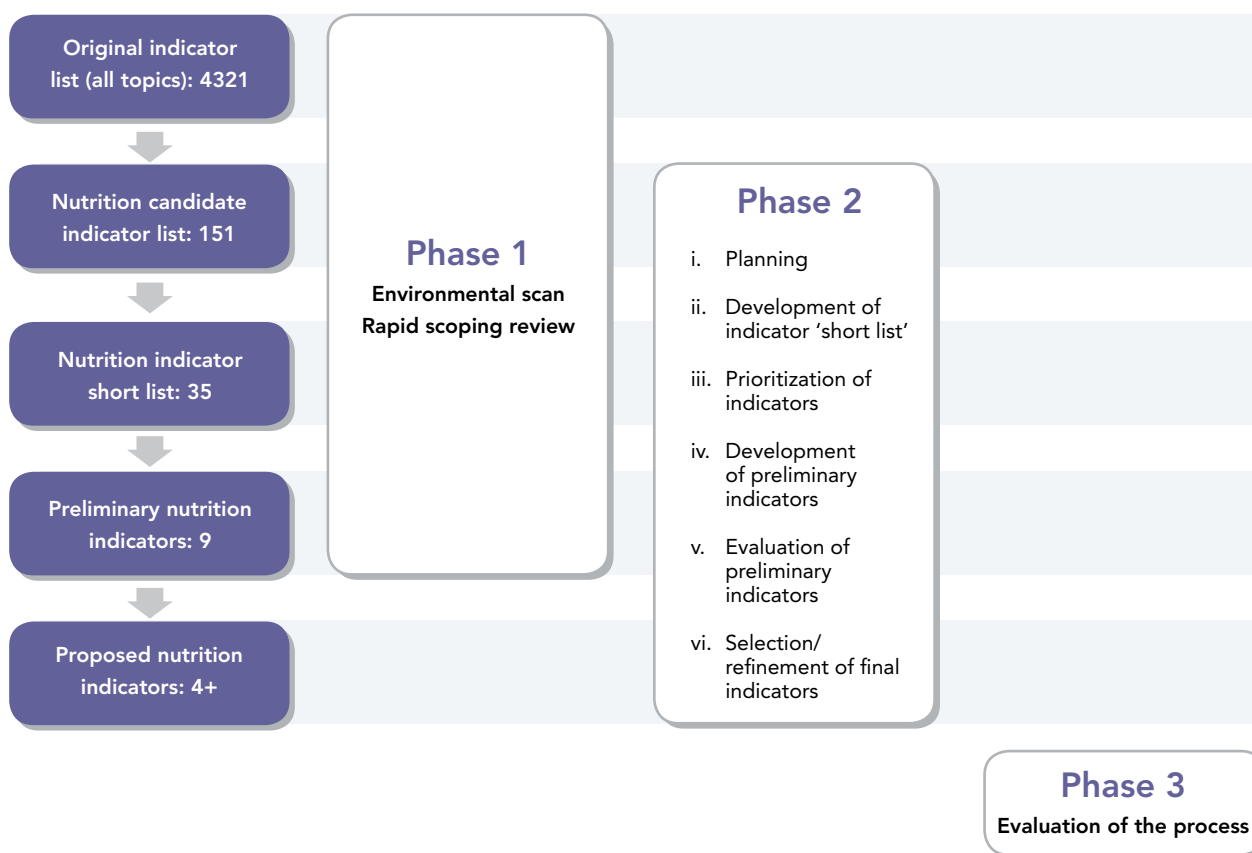 Original indicator
list (all topics): 4321
Nutrition candidate
indicator list: 151
Nutrition indicator
short list: 35
Preliminary nutrition
indicators: 9
Proposed nutrition
indicators: 4+
Phase 1
Environmental scan
Rapid scoping review
Phase 2
i. Planning
ii. Development of
indicator ‘short list’
iii. Prioritization of
indicators
iv. Development
of preliminary
indicators
v. Evaluation of
preliminary
indicators
vi. Selection/
refinement of final
indicators
Phase 3
Evaluation of the process